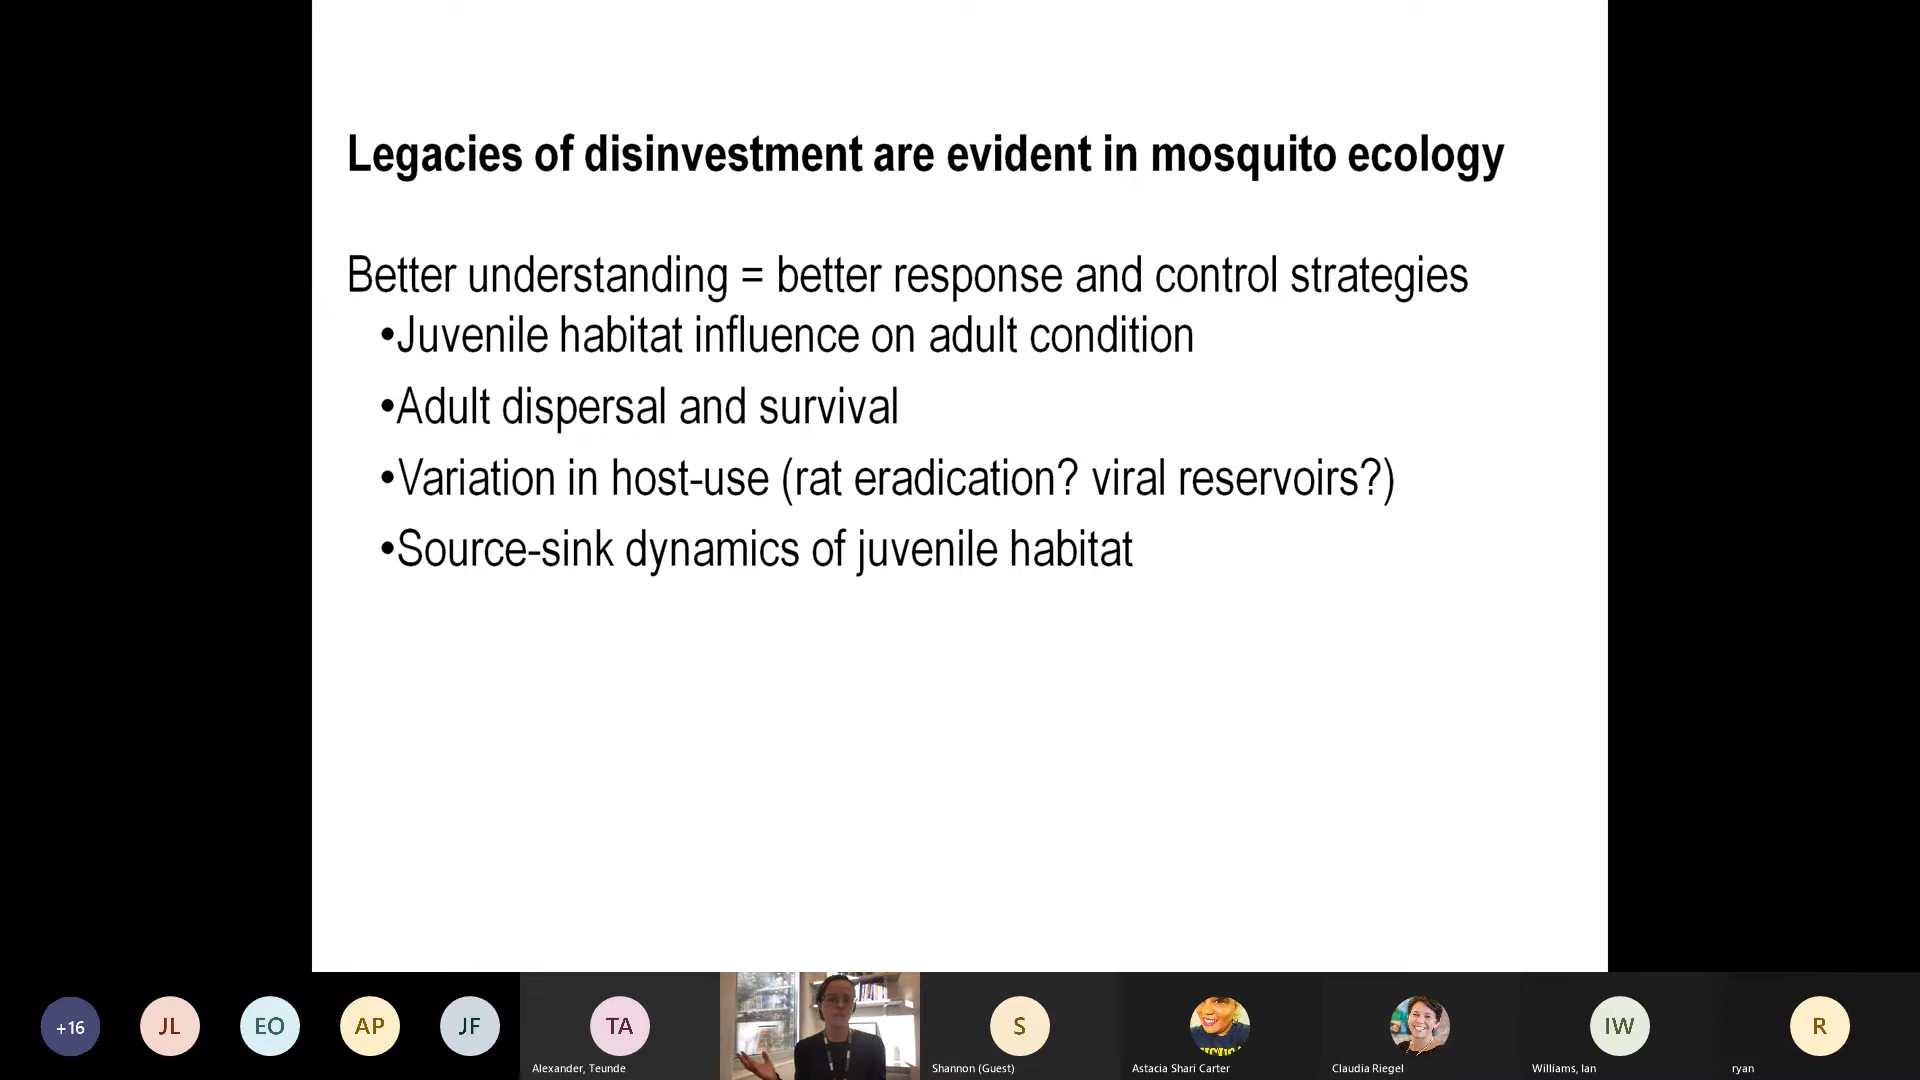 Legacies of disinvestment are evident in mosquito ecology
Better understanding = better response and control strategies
•Juvenile habitat influence on adult condition
•Adult dispersal and survival
•Variation in host-use (rat eradication? viral reservoirs?)
•Source-sink dynamics of juvenile habitat
+16
JL
EO
AP
JF
TA
Alexander, Teunde
S
Shannon (Guest)
Astacia Shari Carter
Claudia Riegel
IW
Williams, Ian
R
ryan